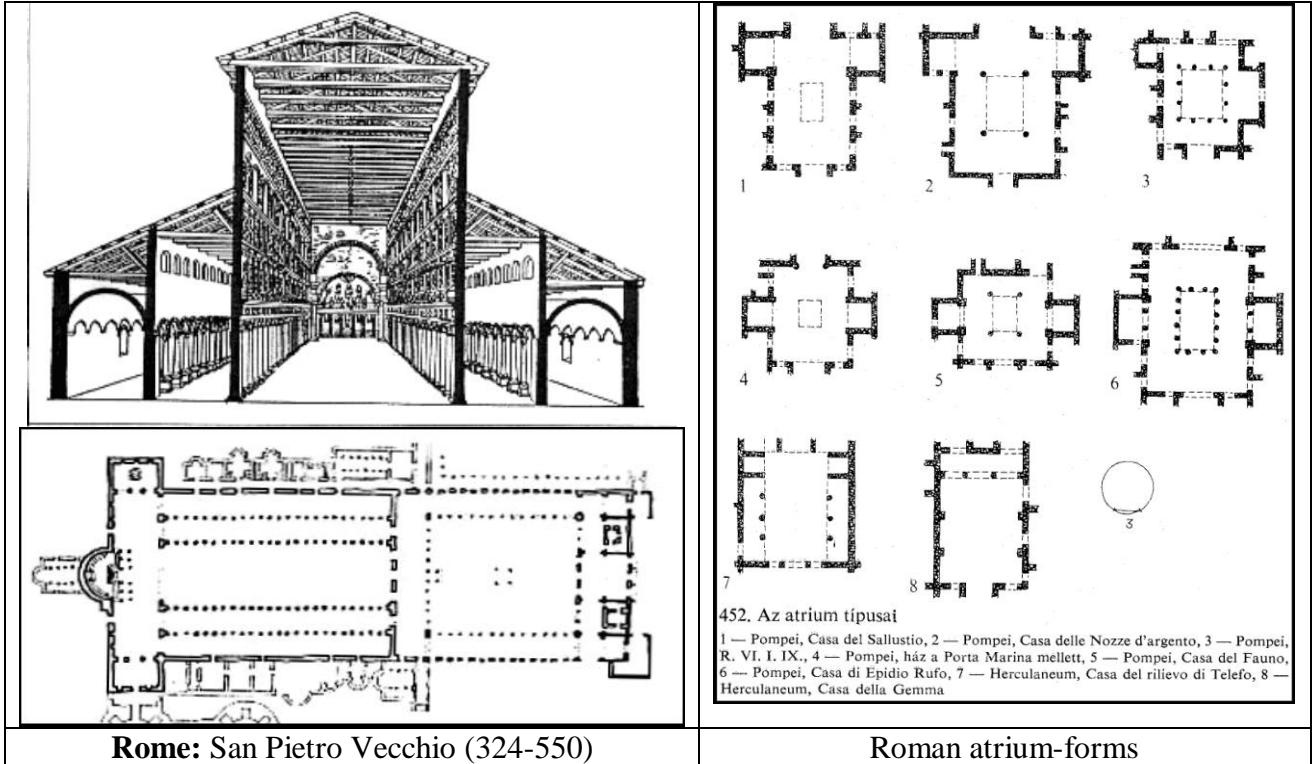 1
2
3
4
5
6
7
8
3
452. Az atrium típusai
1 — Pompei, Casa del Sallustio, 2 — Pompei, Casa delle Nozze d'argento, 3 — Pompei,
R. VI. I. IX., 4 — Pompei, ház a Porta Marina mellett, 5 — Pompei, Casa del Fauno,
6 — Pompei, Casa di Epidio Rufo, 7 — Herculaneum, Casa del rilievo di Telefo, 8 —
Herculaneum, Casa della Gemma
Rome: San Pietro Vecchio (324-550)
Roman atrium-forms